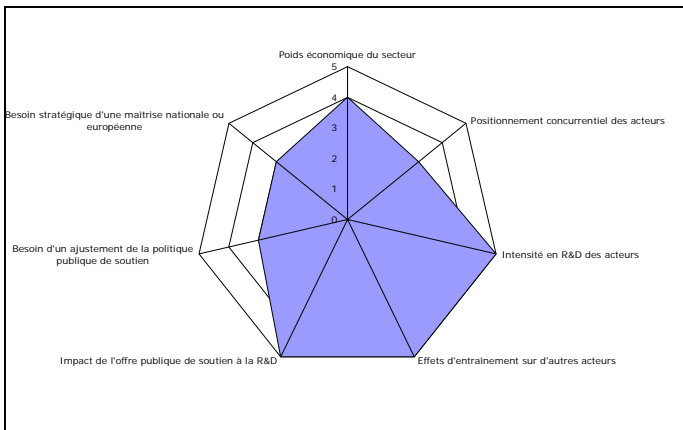 Poids économique du secteur
5
4
3
2
1
0
Positionnement concurrentiel des acteurs
Intensité en R&D des acteurs
Effets d'entraînement sur d'autres acteurs
Impact de l'offre publique de soutien à la R&D
Besoin d'un ajustement de la politique
publique de soutien
Besoin stratégique d'une maîtrise nationale ou
européenne